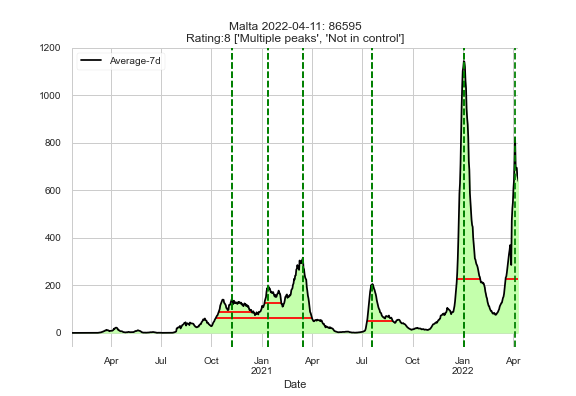 Malta 2022-04-11: 86595
Rating:8 ['Multiple peaks', 'Not in control']
1200
Average-7d
1000
800
600
400
200
0
Apr Jul Oct Jan Apr Jul Oct Jan Apr
2021 2022
Date